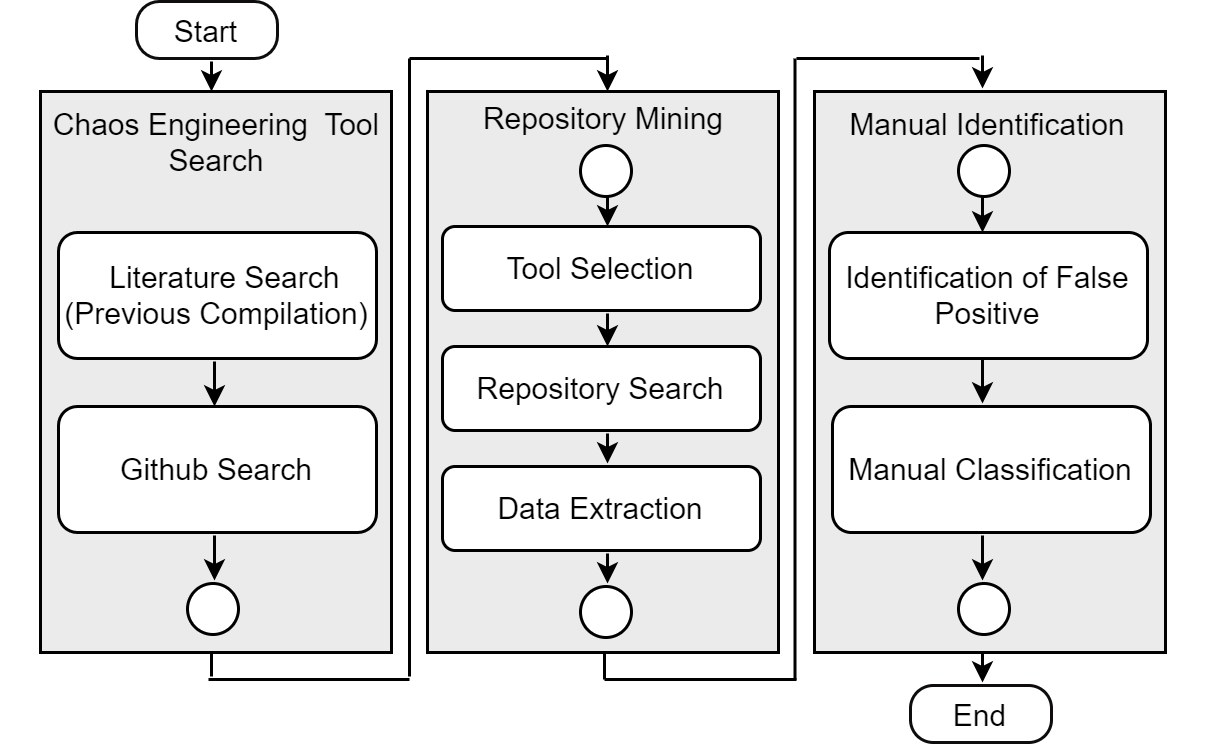 Start
Chaos Engineering  Tool
Search
Literature Search
(Previous Compilation)
Github Search
Repository Mining
Tool Selection
Repository Search
Data Extraction
Manual Identification
Identification of False
Positive
Manual Classification
End